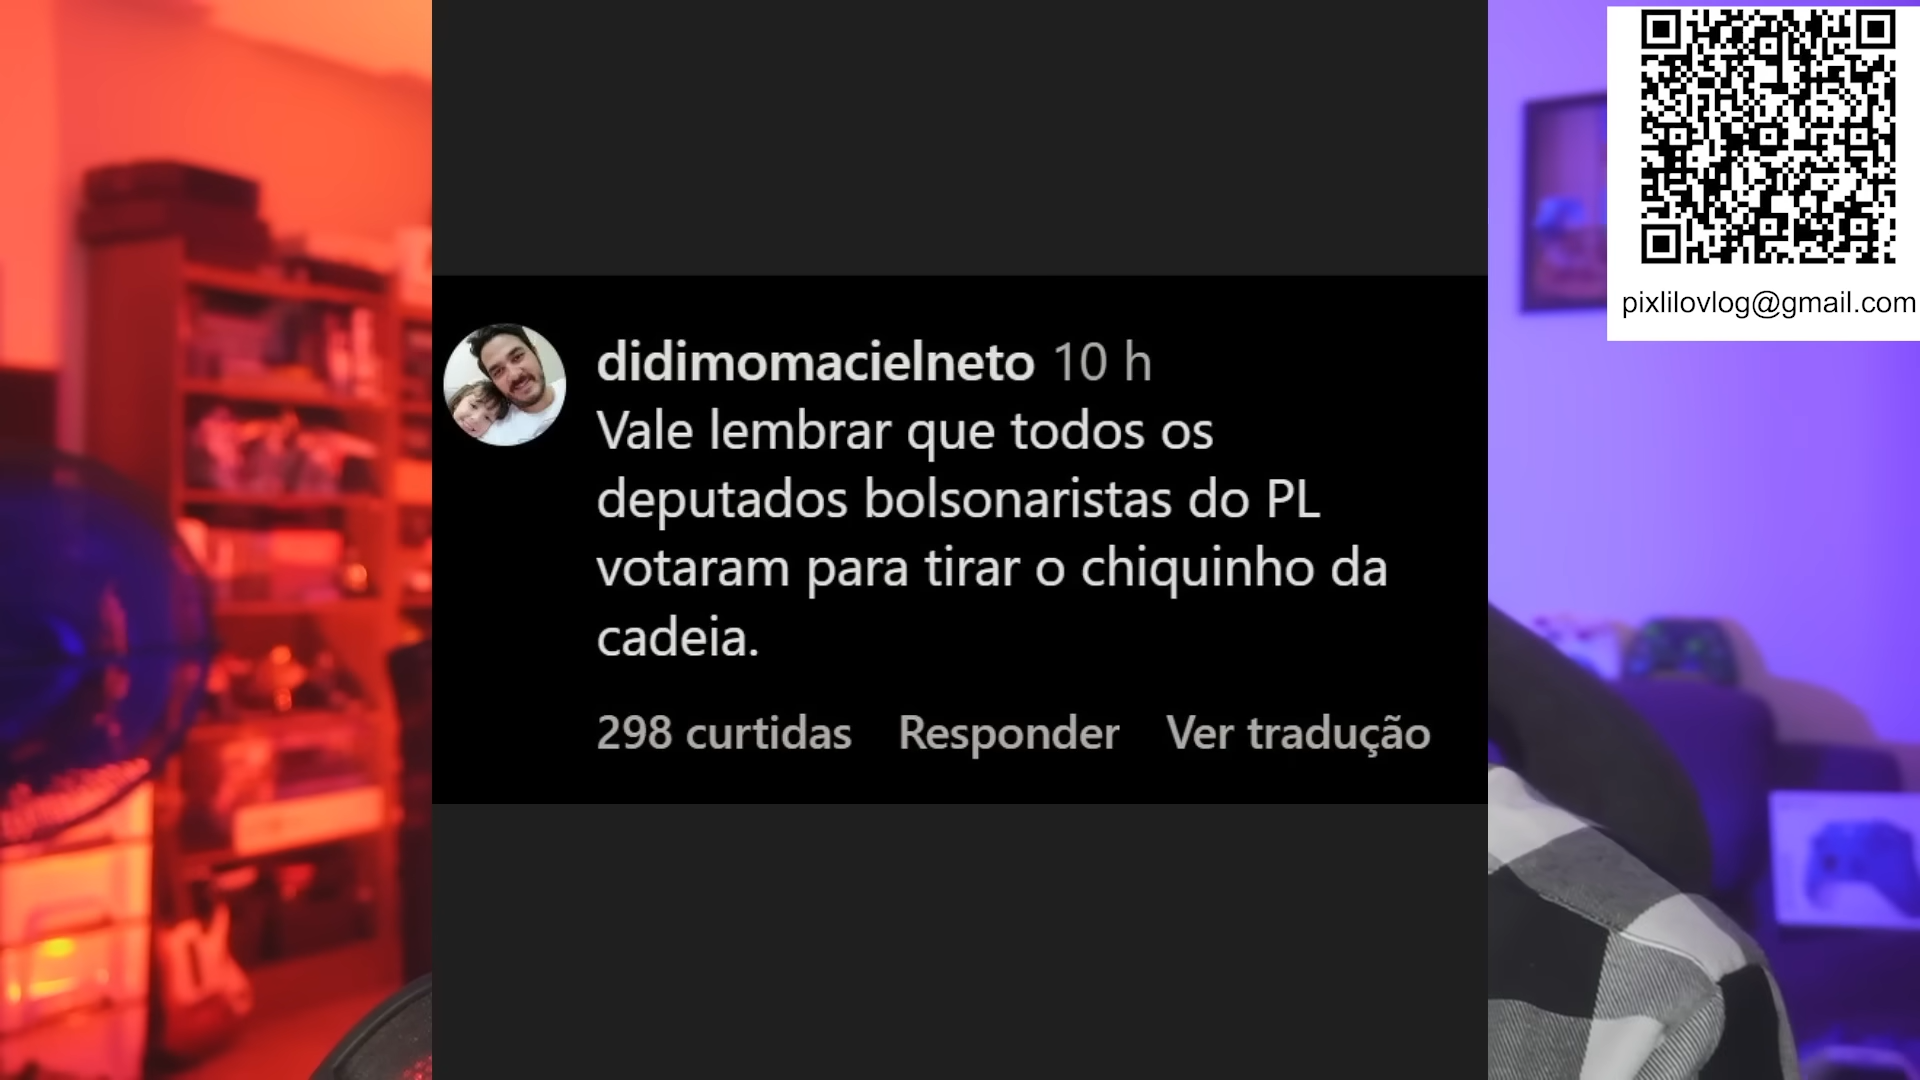 didimomacielneto 10 h
Vale lembrar que todos os
deputados bolsonaristas do PL
votaram para tirar o chiquinho da
cadeia.
298 curtidas Responder Ver tradução
pixlilovlog@gmail.com